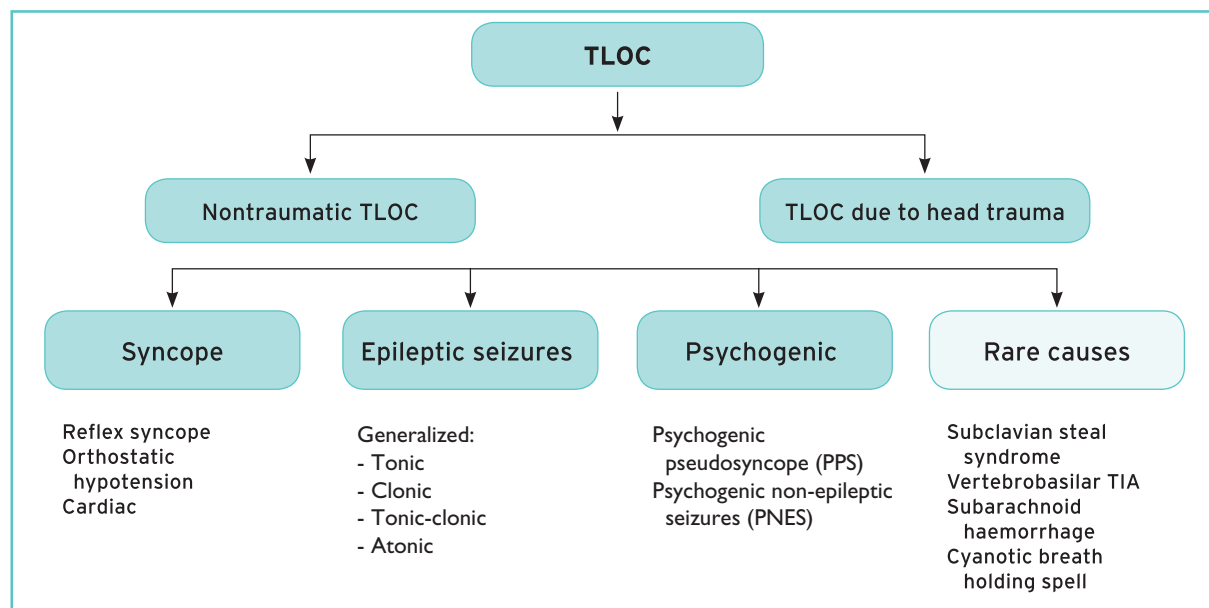 TLOC
Nontraumatic TLOC
TLOC due to head trauma
Syncope
Epileptic seizures
Psychogenic
Rare causes
Reflex syncope
Orthostatic
hypotension
Cardiac
Generalized:
- Tonic
- Clonic
- Tonic-clonic
- Atonic
Psychogenic
pseudosyncope (PPS)
Psychogenic non-epileptic
seizures (PNES)
Subclavian steal
syndrome
Vertebrobasilar TIA
Subarachnoid
haemorrhage
Cyanotic breath
holding spell